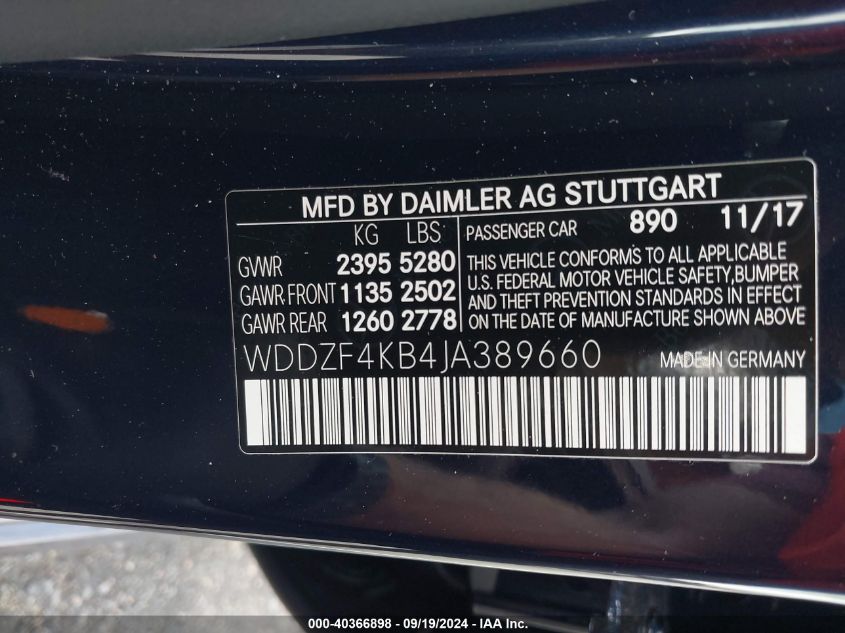 MFD BY DAIMLER AG STUTTGART
KG LBS
GVWR 2395 5280
GAWR FRONT 1135 2502
GAWR REAR 1260 2778
PASSENGER CAR 890 11/17
THIS VEHICLE CONFORMS TO ALL APPLICABLE
U.S. FEDERAL MOTOR VEHICLE SAFETY,BUMPER
AND THEFT PREVENTION STANDARDS IN EFFECT
ON THE DATE OF MANUFACTURE SHOWN ABOVE
WDDZF4KB4JA389660 MADE IN GERMANY
000-40366898 - 09/19/2024 - IAA Inc.